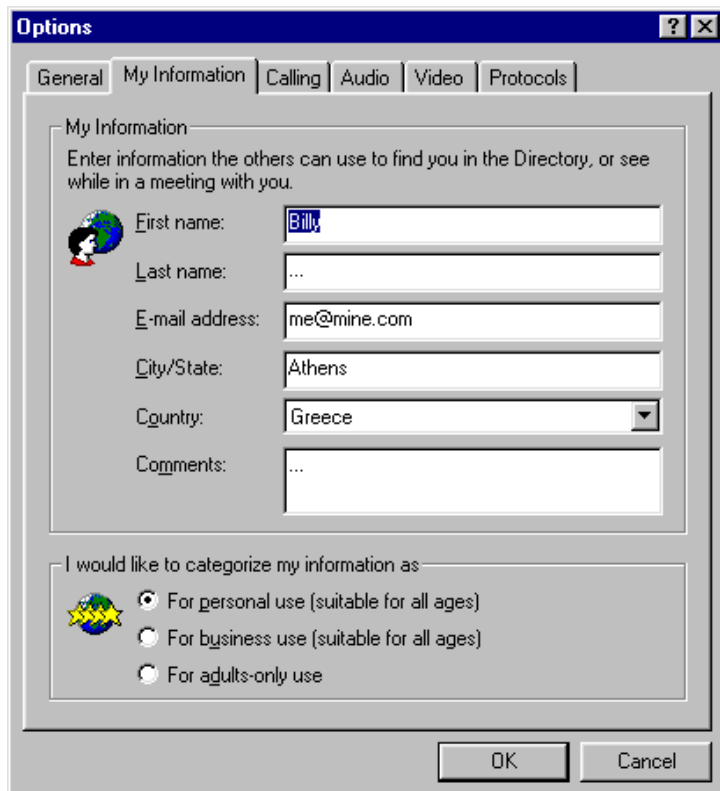 Options
General My Information Calling Audio Video Protocols
My Information
Enter information the others can use to find you in the Directory, or see
while in a meeting with you.
First name: Billy
Last name: ...
E-mail address: me@mine.com
City/State: Athens
Country: Greece
Comments: ...
I would like to categorize my information as
For personal use (suitable for all ages)
For business use (suitable for all ages)
For adults-only use
OK Cancel